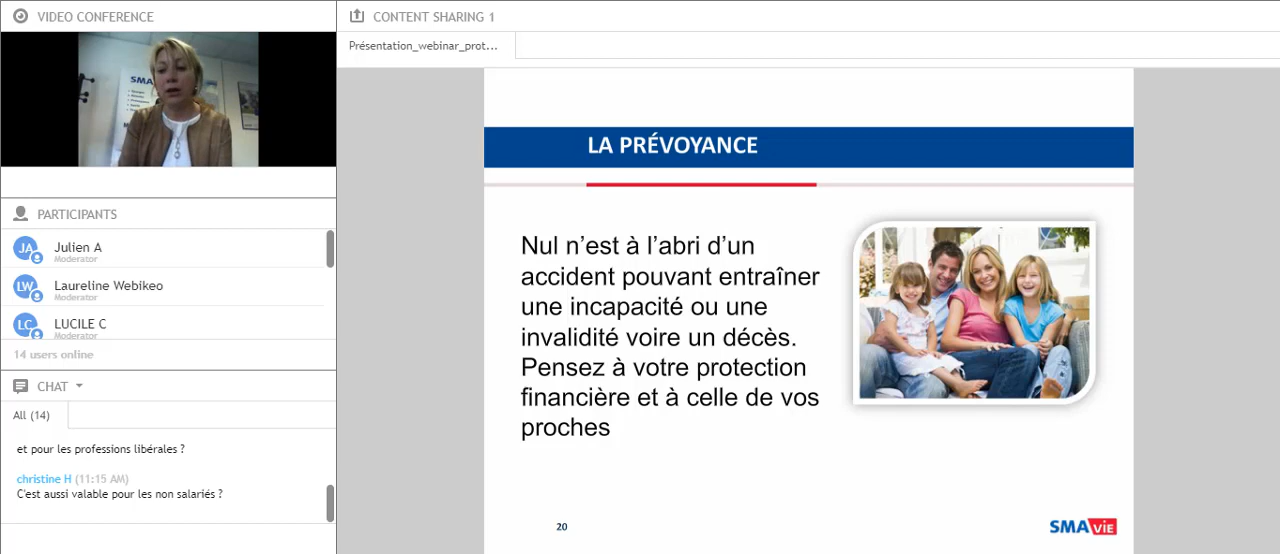 VIDEO CONFERENCE
SMA
PARTICIPANTS
JA
Julien A
Moderator
LW
Laureline Webikeo
Moderator
LC
LUCILE C
Moderator
14 users online
CHAT
All (14)
et pour les professions libérales ?
christine H (11:15 AM)
C'est aussi valable pour les non salariés ?
CONTENT SHARING 1
Présentation_webinar_prot...
LA PRÉVOYANCE
Nul n’est à l’abri d’un
accident pouvant entraîner
une incapacité ou une
invalidité voire un décès.
Pensez à votre protection
financière et à celle de vos
proches
20
SMAVIE